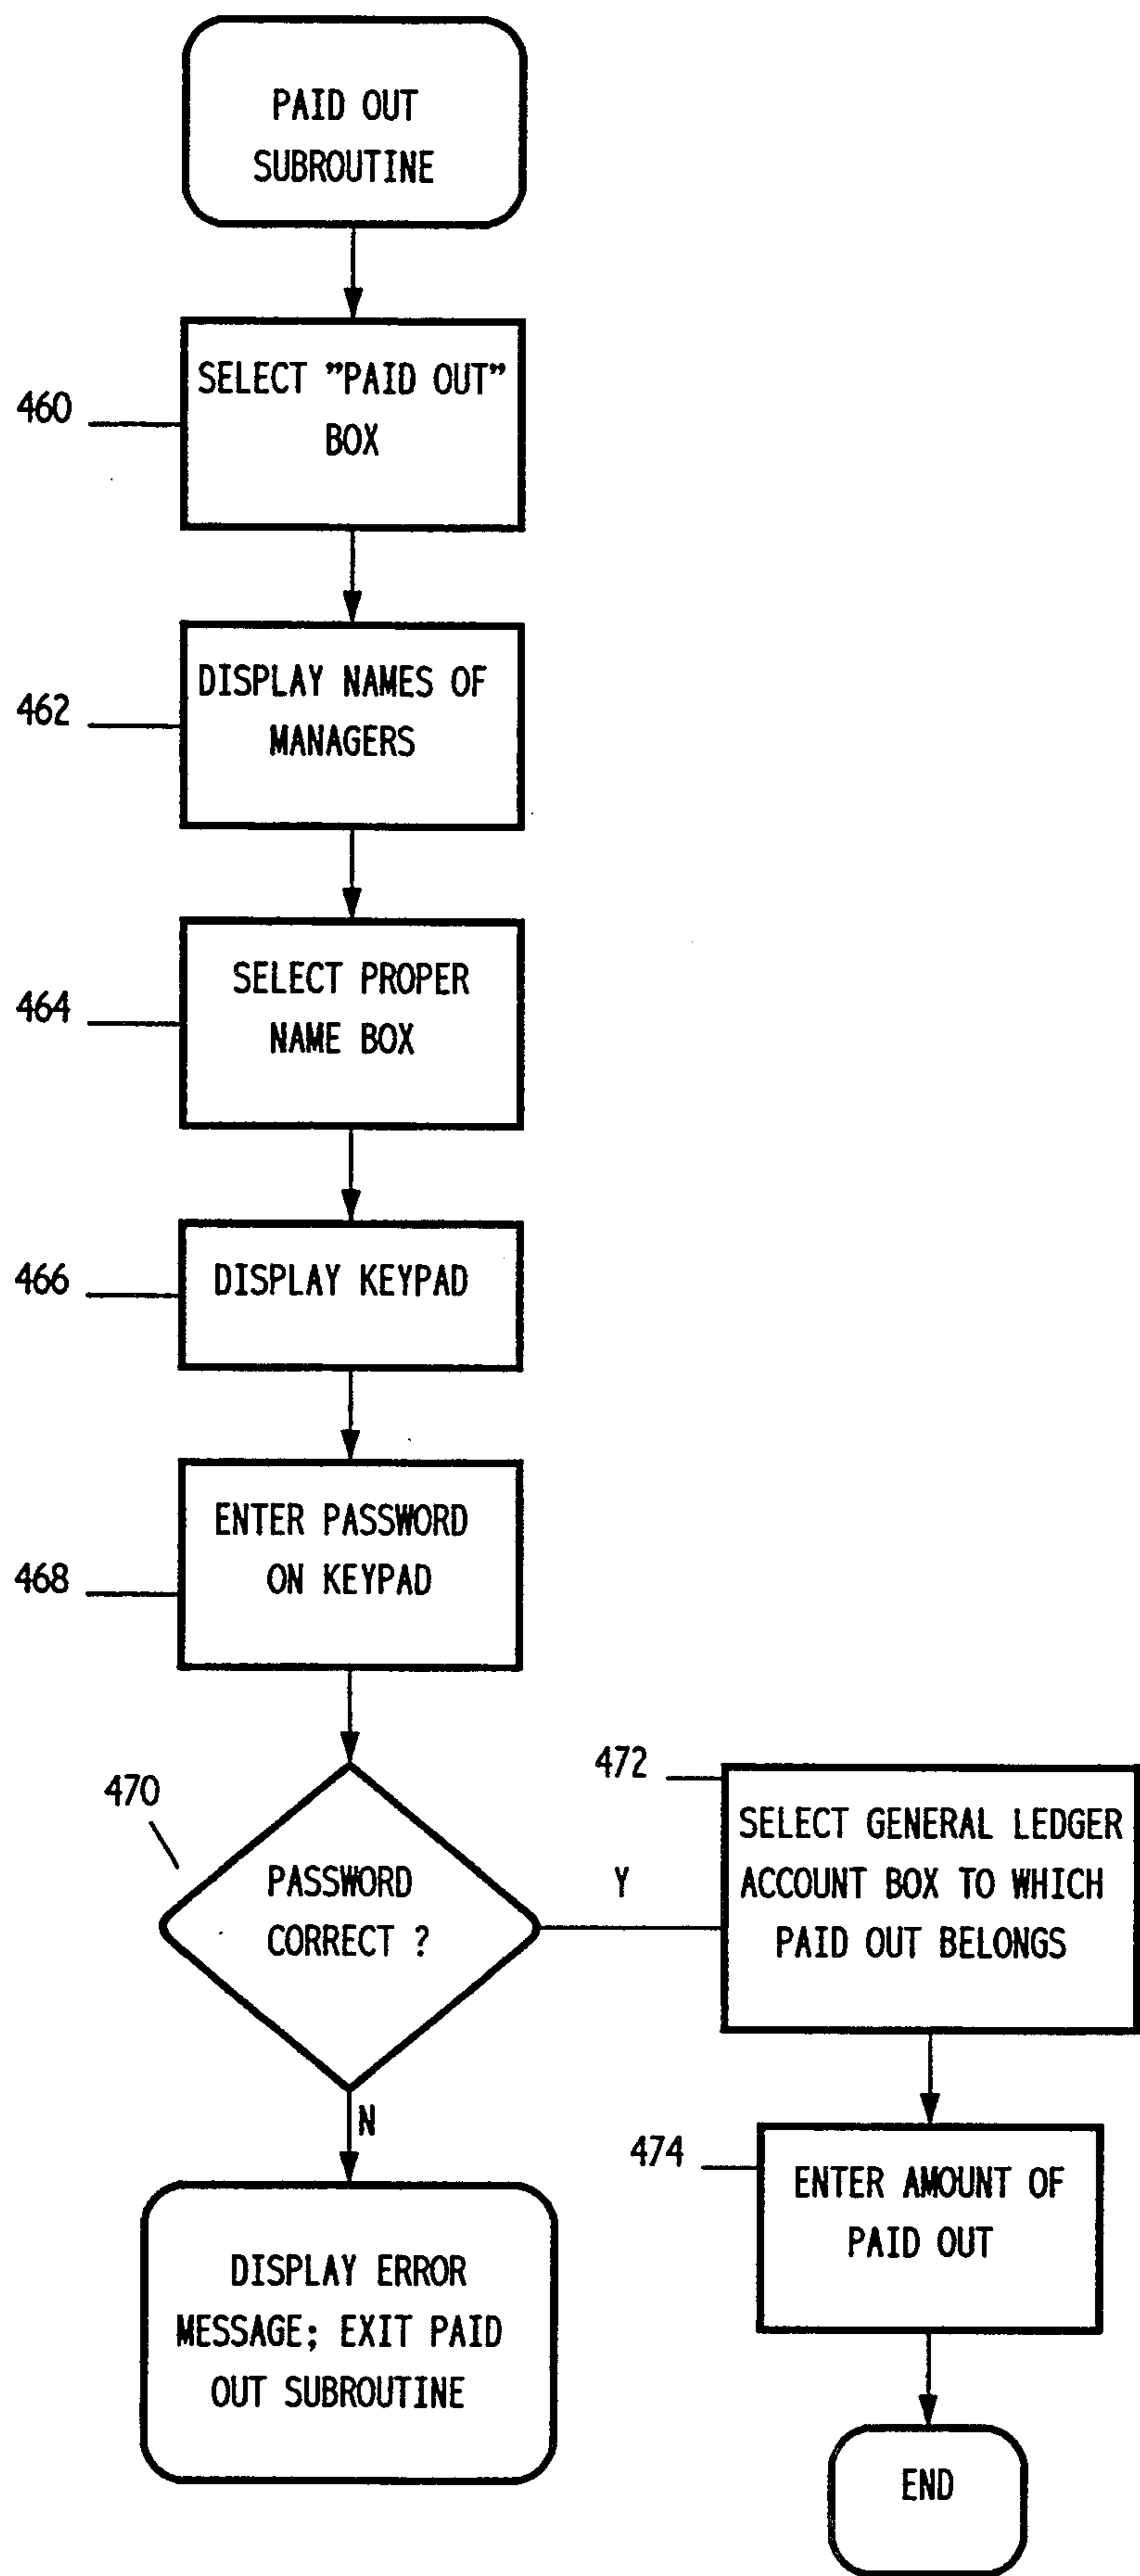 PAID OUT
SUBROUTINE
460
SELECT "PAID OUT"
BOX
462
DISPLAY NAMES OF
MANAGERS
464
SELECT PROPER
NAME BOX
466
DISPLAY KEYPAD
468
ENTER PASSWORD
ON KEYPAD
470
PASSWORD
CORRECT ?
Y
472
SELECT GENERAL LEDGER
ACCOUNT BOX TO WHICH
PAID OUT BELONGS
N
474
ENTER AMOUNT OF
PAID OUT
DISPLAY ERROR
MESSAGE; EXIT PAID
OUT SUBROUTINE
END